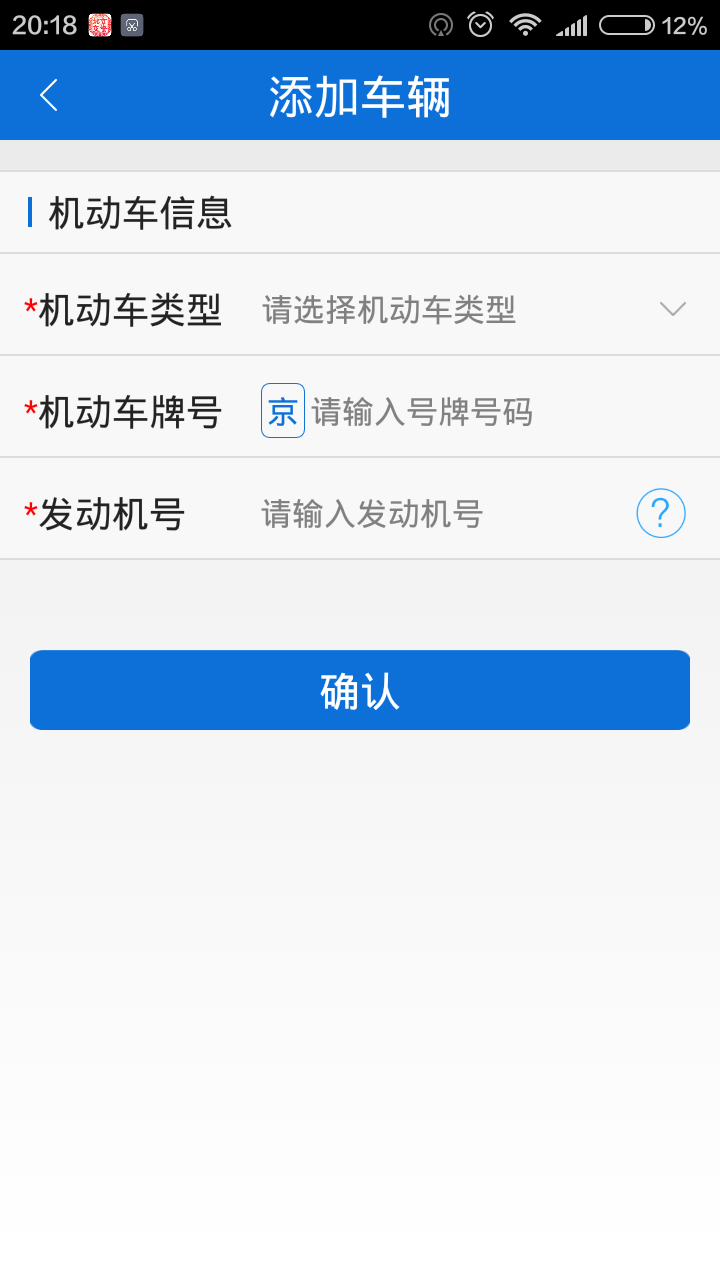 20:18 12%
添加车辆
机动车信息
*机动车类型 请选择机动车类型
*机动车牌号 京 请输入号牌号码
*发动机号 请输入发动机号 ?
确认